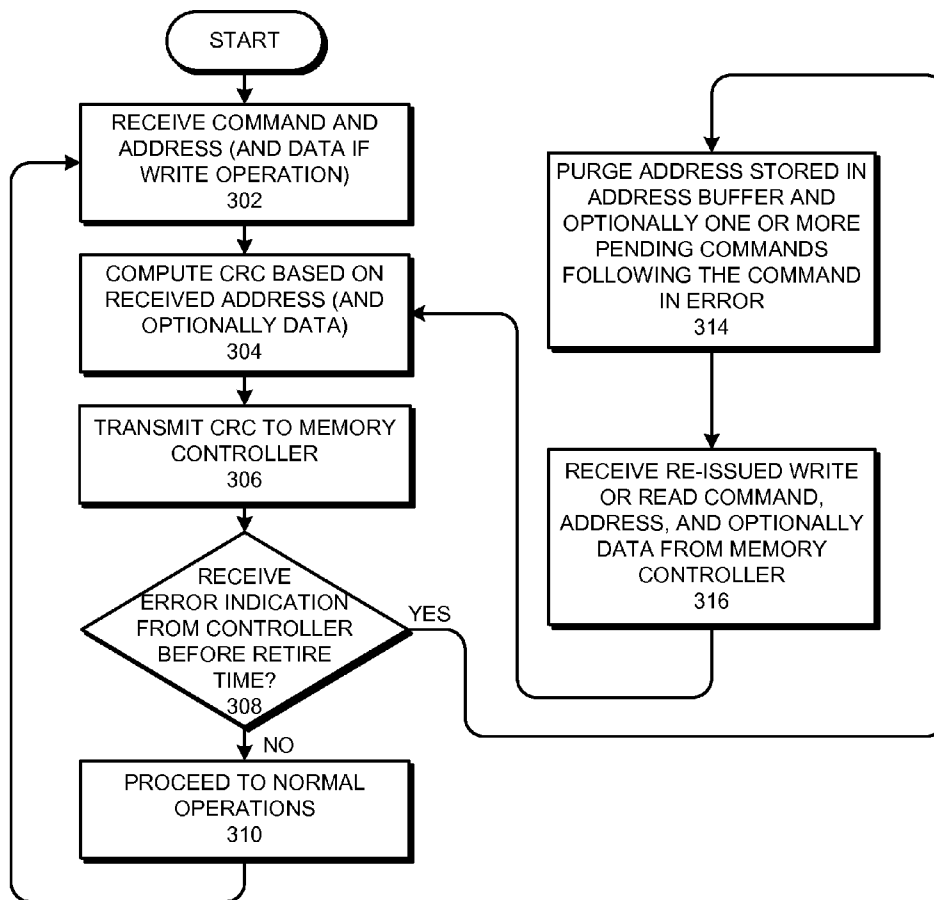 START
RECEIVE COMMAND AND
ADDRESS (AND DATA IF
WRITE OPERATION)
302
COMPUTE CRC BASED ON
RECEIVED ADDRESS (AND
OPTIONALLY DATA)
304
TRANSMIT CRC TO MEMORY
CONTROLLER
306
RECEIVE
ERROR INDICATION
FROM CONTROLLER
BEFORE RETIRE
TIME?
308
YES
NO
PROCEED TO NORMAL
OPERATIONS
310
PURGE ADDRESS STORED IN
ADDRESS BUFFER AND
OPTIONALLY ONE OR MORE
PENDING COMMANDS
FOLLOWING THE COMMAND
IN ERROR
314
RECEIVE RE-ISSUED WRITE
OR READ COMMAND,
ADDRESS, AND OPTIONALLY
DATA FROM MEMORY
CONTROLLER
316